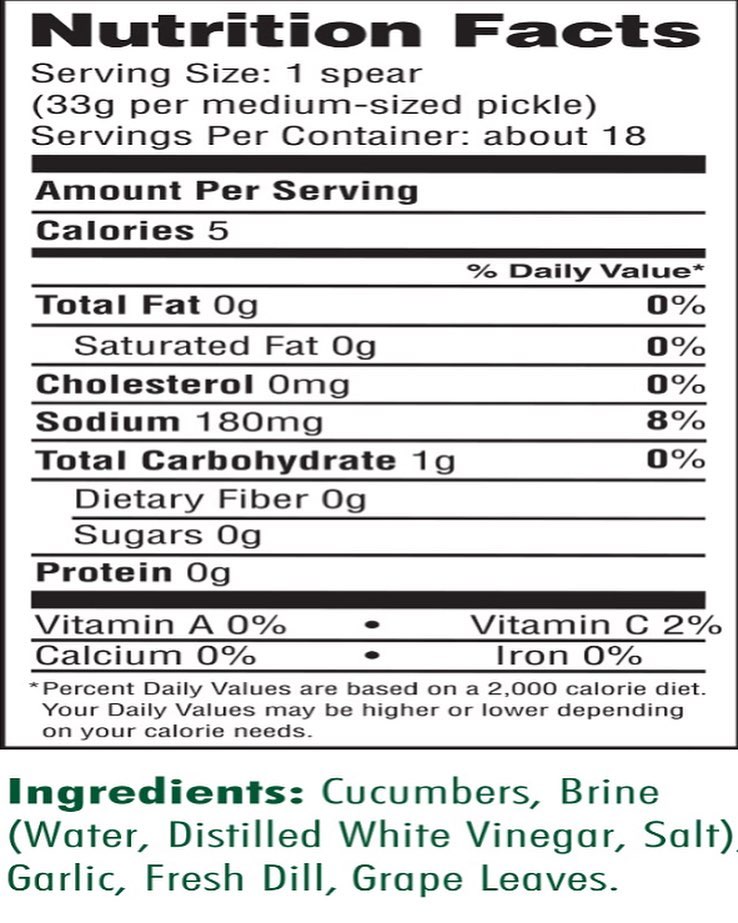 Nutrition Facts
Serving Size: 1 spear
(33g per medium-sized pickle)
Servings Per Container: about 18
Amount Per Serving
Calories 5
% Daily Value*
Total Fat 0g 0%
Saturated Fat 0g 0%
Cholesterol 0mg 0%
Sodium 180mg 8%
Total Carbohydrate 1g 0%
Dietary Fiber 0g
Sugars 0g
Protein 0g
Vitamin A 0% • Vitamin C 2%
Calcium 0% • Iron 0%
*Percent Daily Values are based on a 2,000 calorie diet.
Your Daily Values may be higher or lower depending
on your calorie needs.
Ingredients: Cucumbers, Brine
(Water, Distilled White Vinegar, Salt),
Garlic, Fresh Dill, Grape Leaves.